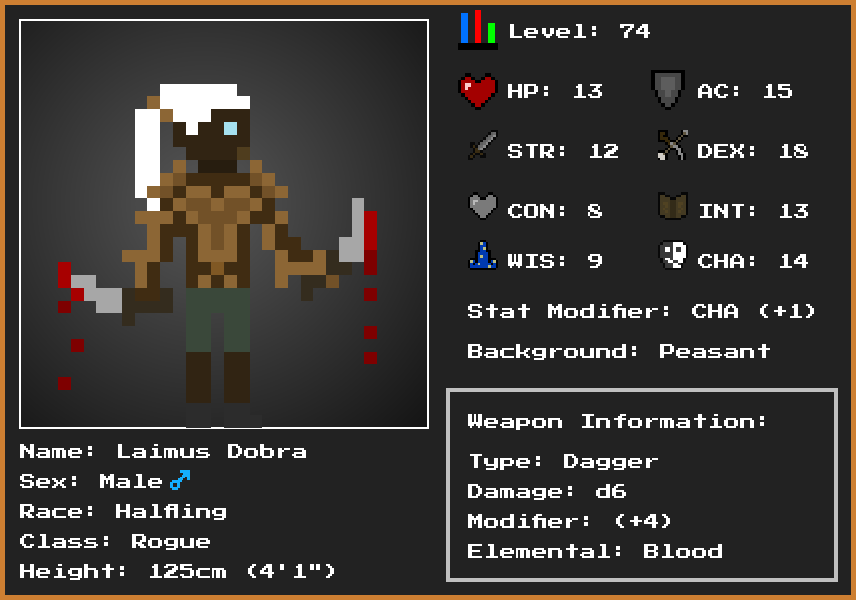 Level: 74
HP: 13
AC: 15
STR: 12
DEX: 18
CON: 8
INT: 13
WIS: 9
CHA: 14
Stat Modifier: CHA (+1)
Background: Peasant
Weapon Information:
Type: Dagger
Damage: d6
Modifier: (+4)
Elemental: Blood
Name: Laimus Dobra
Sex: Male♂
Race: Halfling
Class: Rogue
Height: 125cm (4'1")